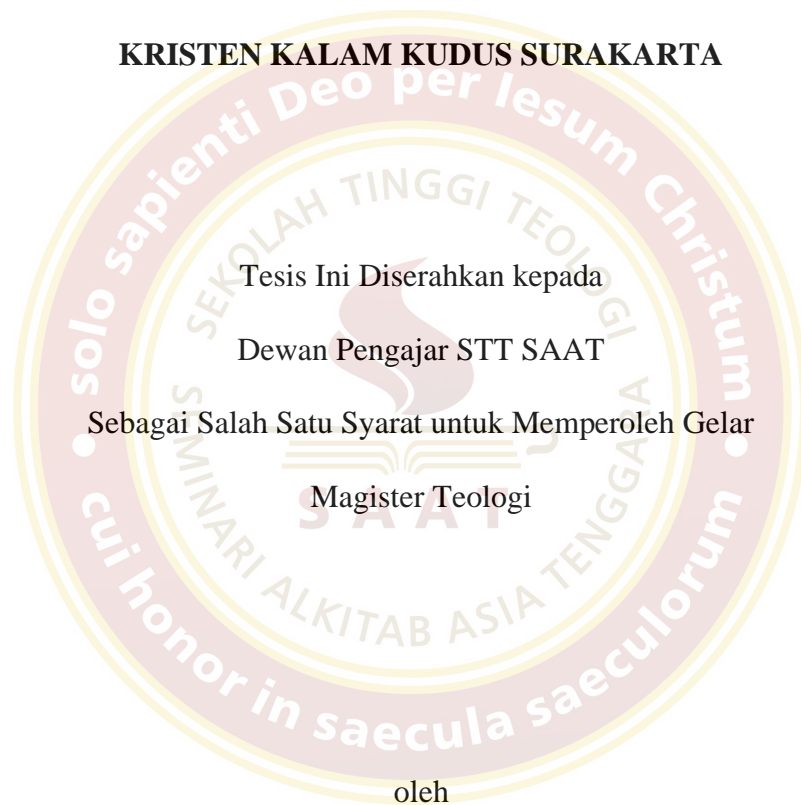 KRISTEN KALAM KUDUS SURAKARTA
solo sapienti Deo per Iesum Christum
SEKOLAH TINGGI TEOLOGI
Tesis Ini Diserahkan kepada
Dewan Pengajar STT SAAT
Sebagai Salah Satu Syarat untuk Memperoleh Gelar
Magister Teologi
SAAT
SEMINARI ALKITAB ASIA TENGGARA
cui honor in saecula saeculorum
oleh